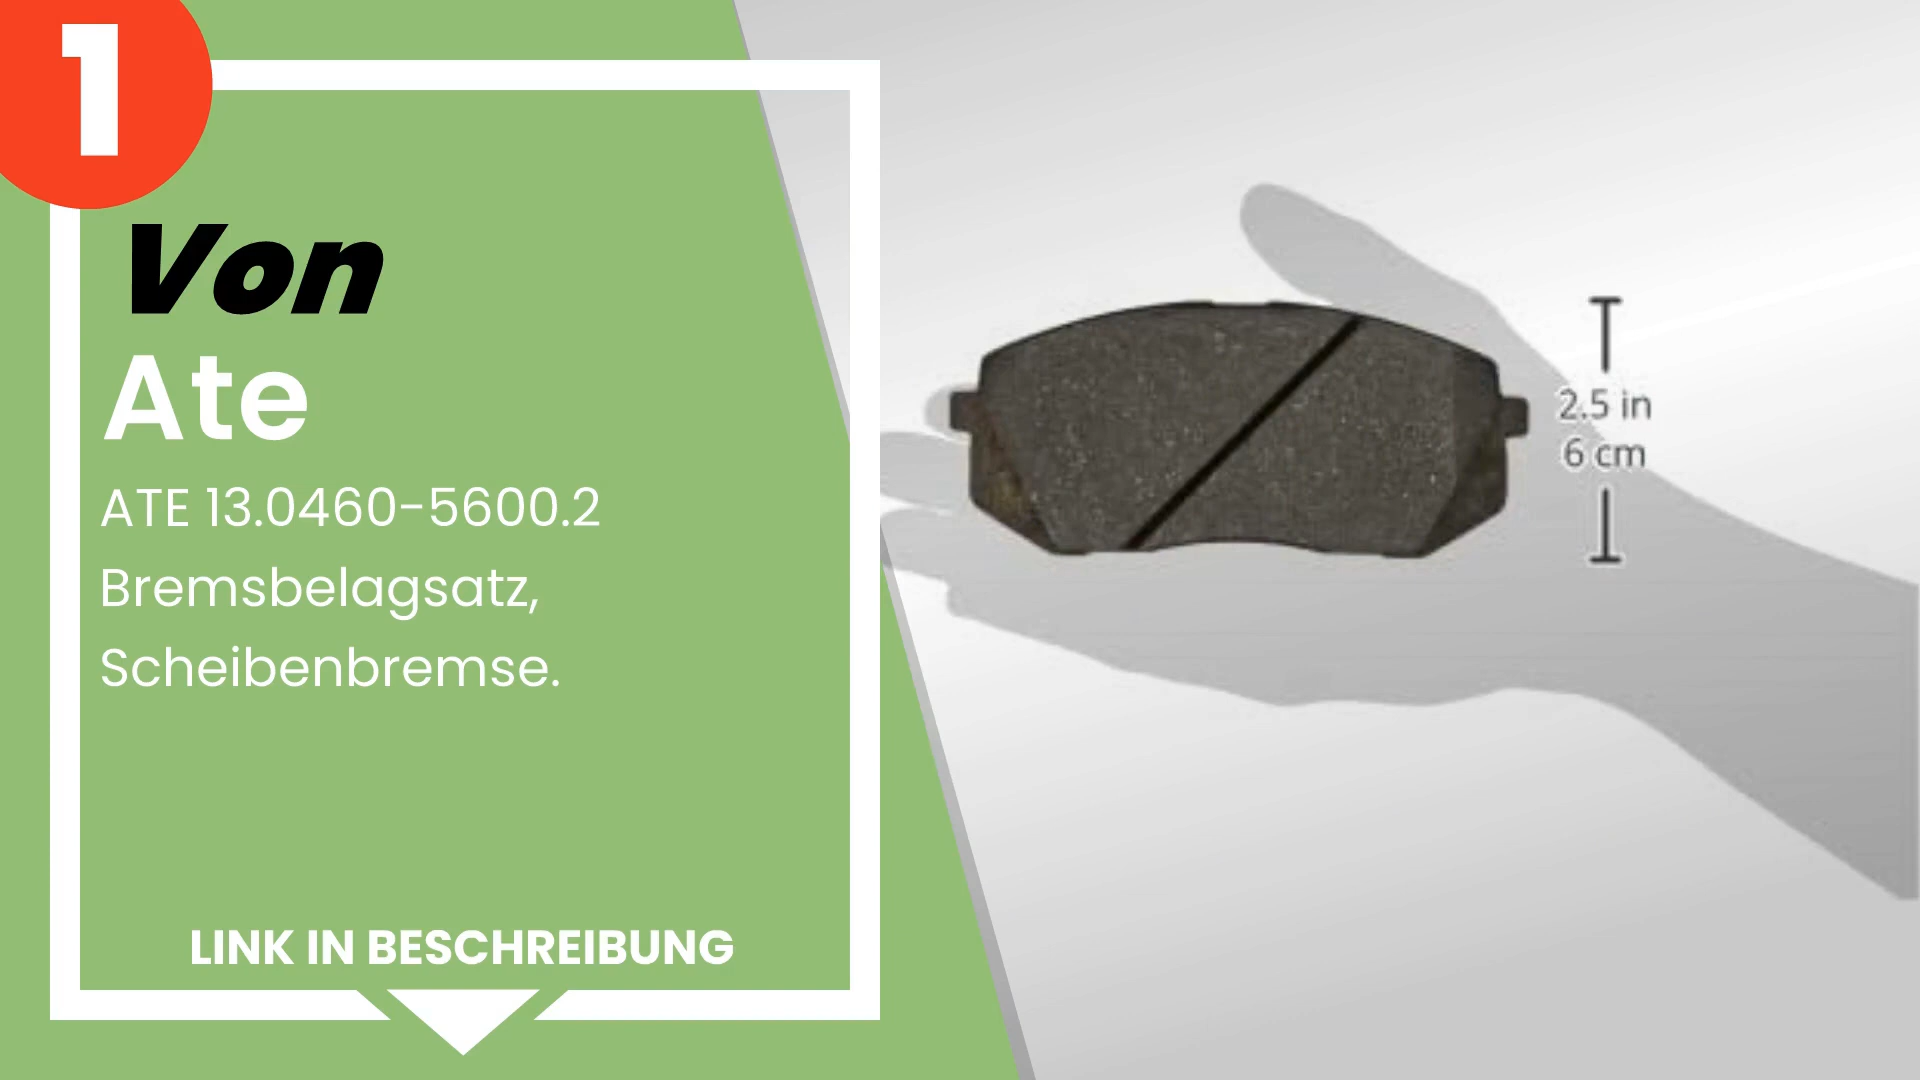 1
Von
Ate
ATE 13.0460-5600.2
Bremsbelagsatz,
Scheibenbremse.
LINK IN BESCHREIBUNG
2.5 in
6 cm